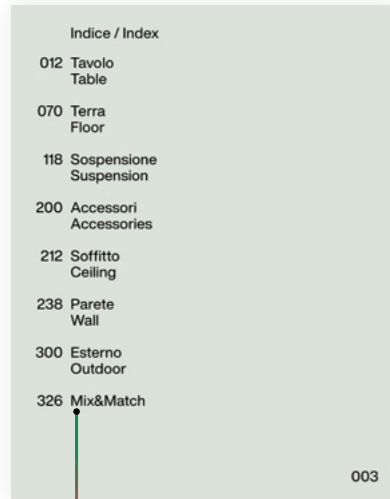 Indice / Index
012 Tavolo
Table
070 Terra
Floor
118 Sospensione
Suspension
200 Accessori
Accessories
212 Soffitto
Ceiling
238 Parete
Wall
300 Esterno
Outdoor
326 Mix&Match
003